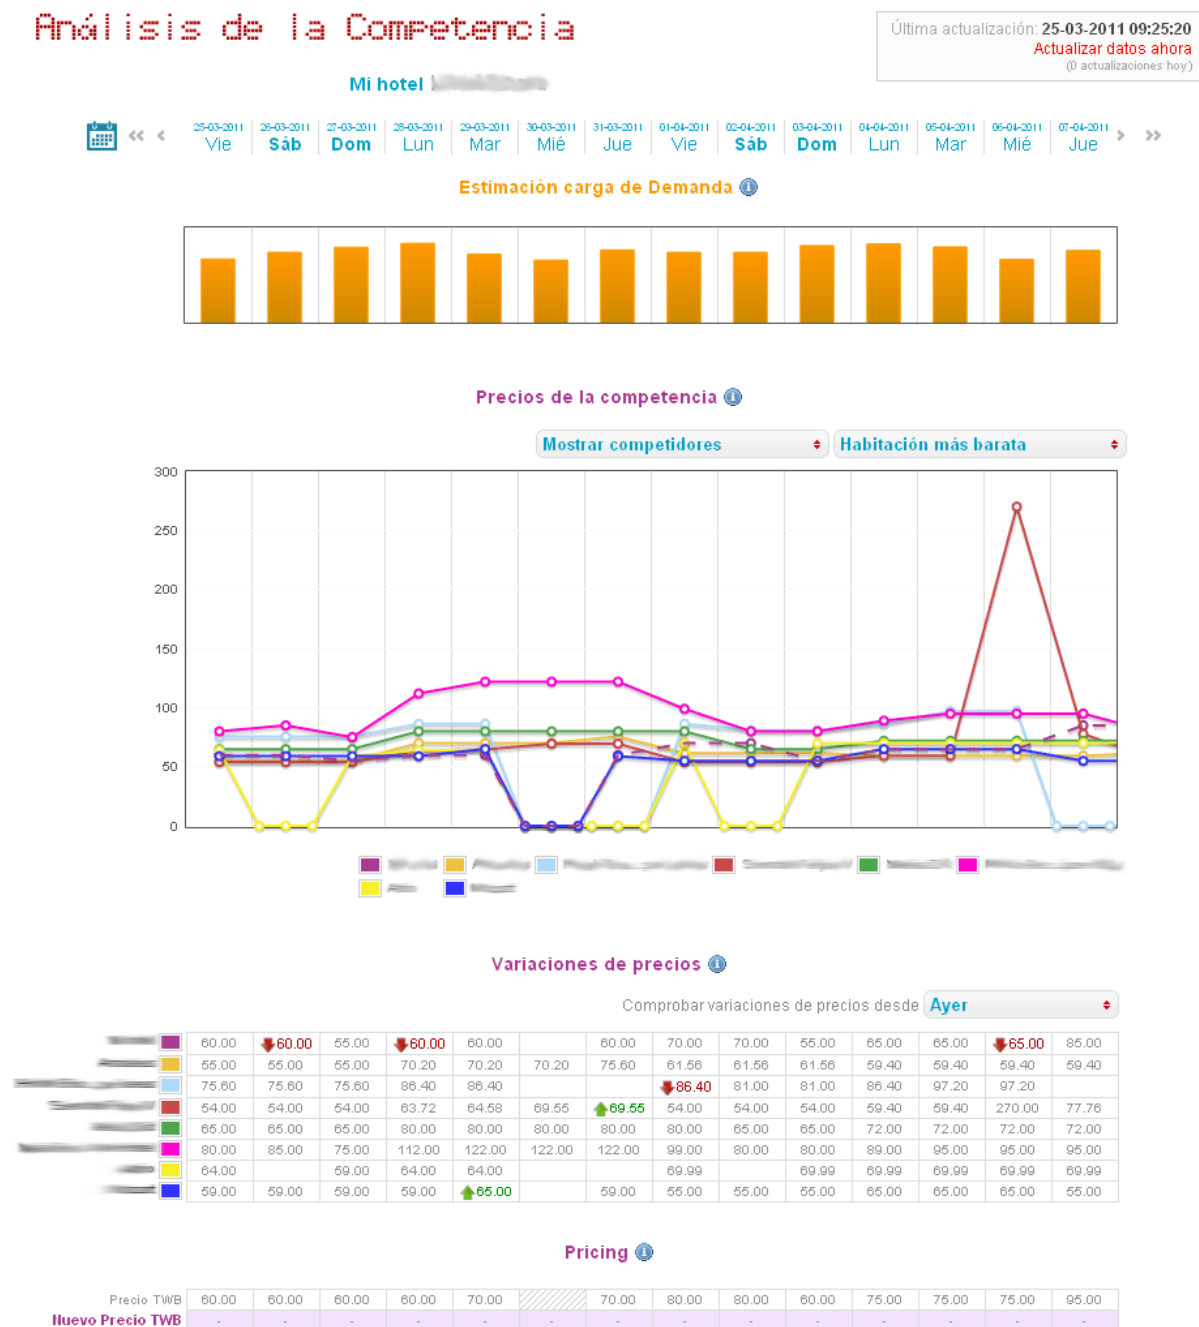 Análisis de la Competencia
Última actualización: 25-03-2011 09:25:20
Actualizar datos ahora
(0 actualizaciones hoy)
Mi hotel
25-03-2011 26-03-2011 27-03-2011 28-03-2011 29-03-2011 30-03-2011 31-03-2011 01-04-2011 02-04-2011 03-04-2011 04-04-2011 05-04-2011 06-04-2011 07-04-2011
Vie Sáb Dom Lun Mar Mié Jue Vie Sáb Dom Lun Mar Mié Jue
Estimación carga de Demanda
Precios de la competencia
Mostrar competidores Habitación más barata
300
250
200
150
100
50
0
Variaciones de precios
Comprobar variaciones de precios desde Ayer
60.00 60.00 55.00 60.00 60.00 60.00 70.00 70.00 55.00 65.00 65.00 65.00 85.00
55.00 55.00 55.00 70.20 70.20 70.20 75.60 61.56 61.56 61.56 59.40 59.40 59.40 59.40
75.60 75.60 75.60 86.40 86.40 86.40 81.00 81.00 86.40 97.20 97.20
54.00 54.00 54.00 63.72 64.58 69.55 69.55 54.00 54.00 54.00 59.40 59.40 270.00 77.76
65.00 65.00 65.00 80.00 80.00 80.00 80.00 80.00 65.00 65.00 72.00 72.00 72.00 72.00
80.00 85.00 75.00 112.00 122.00 122.00 122.00 99.00 80.00 80.00 89.00 95.00 95.00 95.00
64.00 59.00 64.00 64.00 69.99 69.99 69.99 69.99 69.99 69.99
59.00 59.00 59.00 59.00 65.00 59.00 55.00 55.00 55.00 65.00 65.00 65.00 55.00
Pricing
Precio TWB 60.00 60.00 60.00 60.00 70.00 70.00 80.00 80.00 60.00 75.00 75.00 75.00 95.00
Nuevo Precio TWB - - - - - - - - - - - - - -